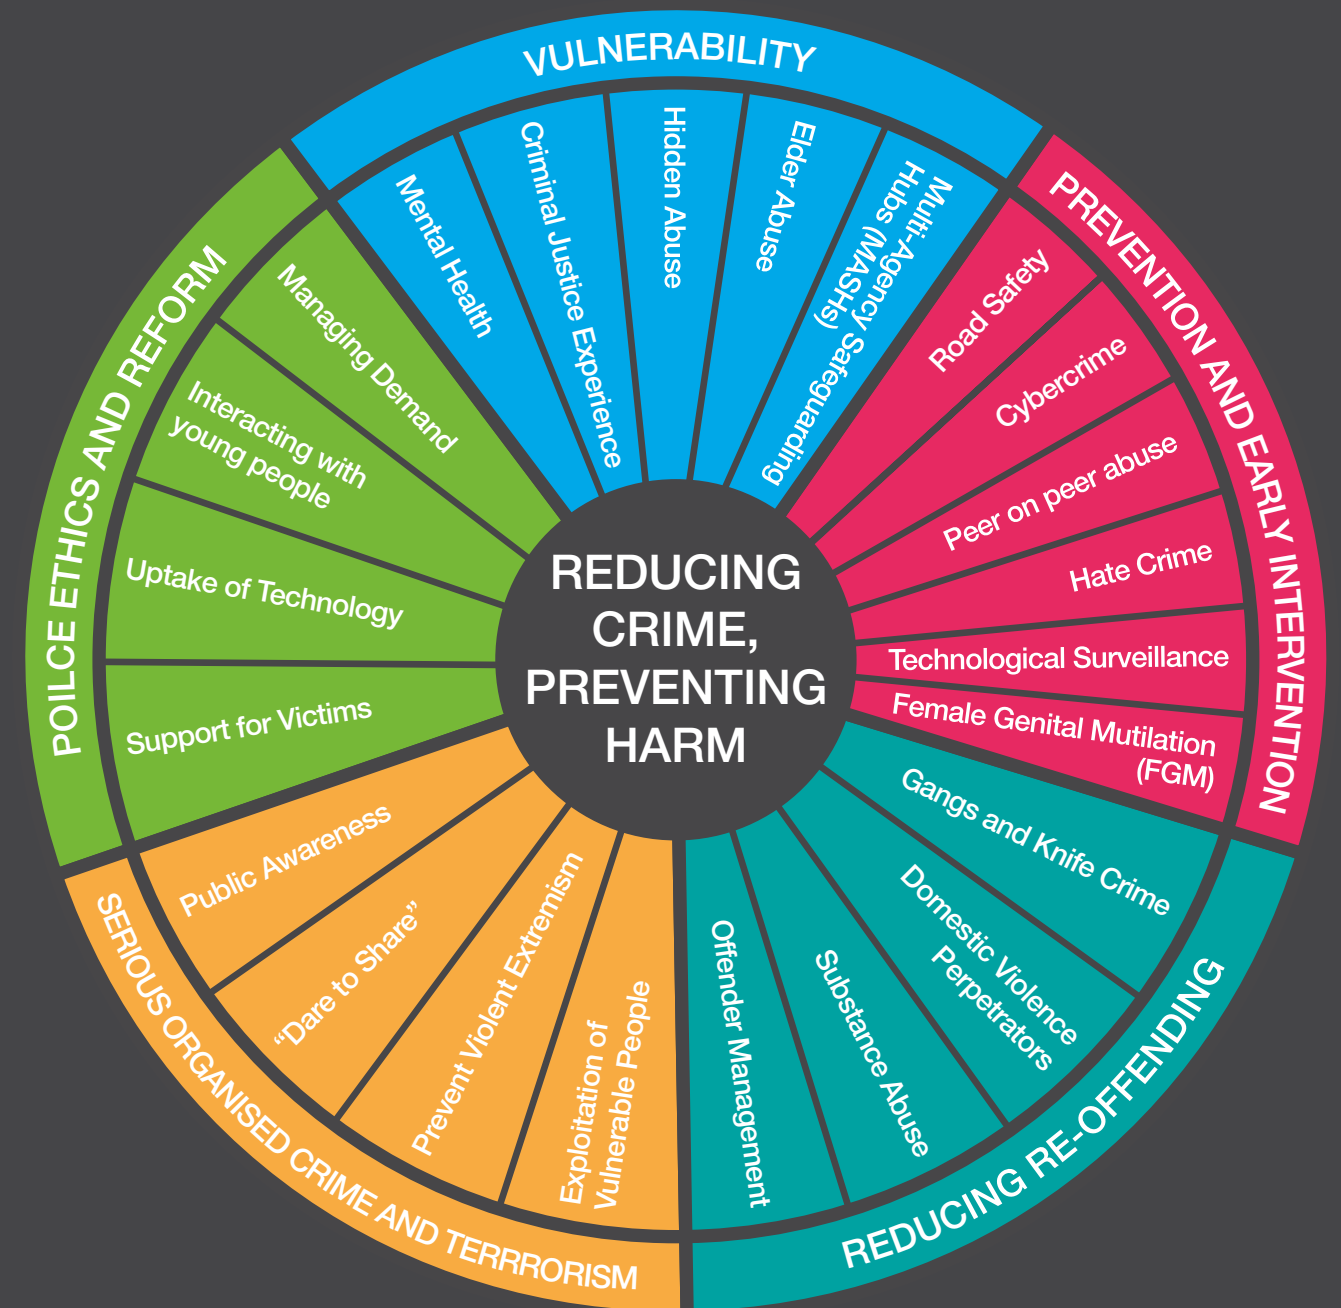 REDUCING
CRIME,
PREVENTING
HARM
VULNERABILITY
Mental Health
Criminal Justice Experience
Hidden Abuse
Elder Abuse
Multi-Agency Safeguarding
Hubs (MASHs)
PREVENTION AND EARLY INTERVENTION
Road Safety
Cybercrime
Peer on peer abuse
Hate Crime
Technological Surveillance
Female Genital Mutilation
(FGM)
REDUCING RE-OFFENDING
Gangs and Knife Crime
Domestic Violence
Perpetrators
Substance Abuse
Offender Management
SERIOUS ORGANISED CRIME AND TERRRORISM
Exploitation of
Vulnerable People
Prevent Violent Extremism
“Dare to Share”
Public Awareness
POILCE ETHICS AND REFORM
Support for Victims
Uptake of Technology
Interacting with
young people
Managing Demand